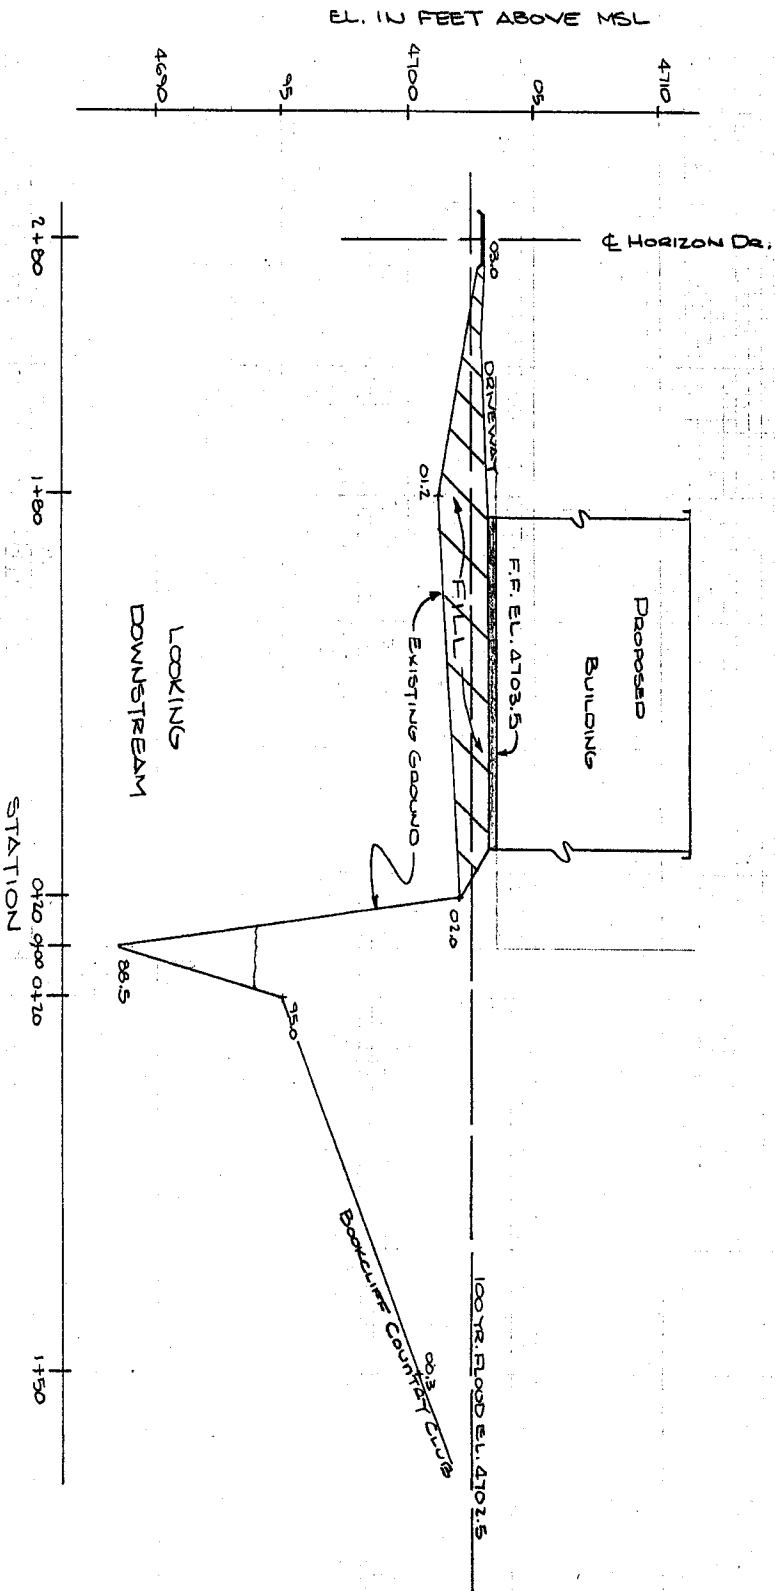 EL. IN FEET ABOVE MSL
4710
05
4700
95
4690
℄ HORIZON DR.
03.0
DRIVEWAY
01.2
PROPOSED
BUILDING
F.F. EL. 4703.5
FILL
EXISTING GROUND
02.0
88.5
95.0
00.3
BOOKCLIFF COUNTRY CLUB
100 YR. FLOOD EL. 4702.5
LOOKING
DOWNSTREAM
2+80
1+80
0+20
0+00
0+20
1+50
STATION